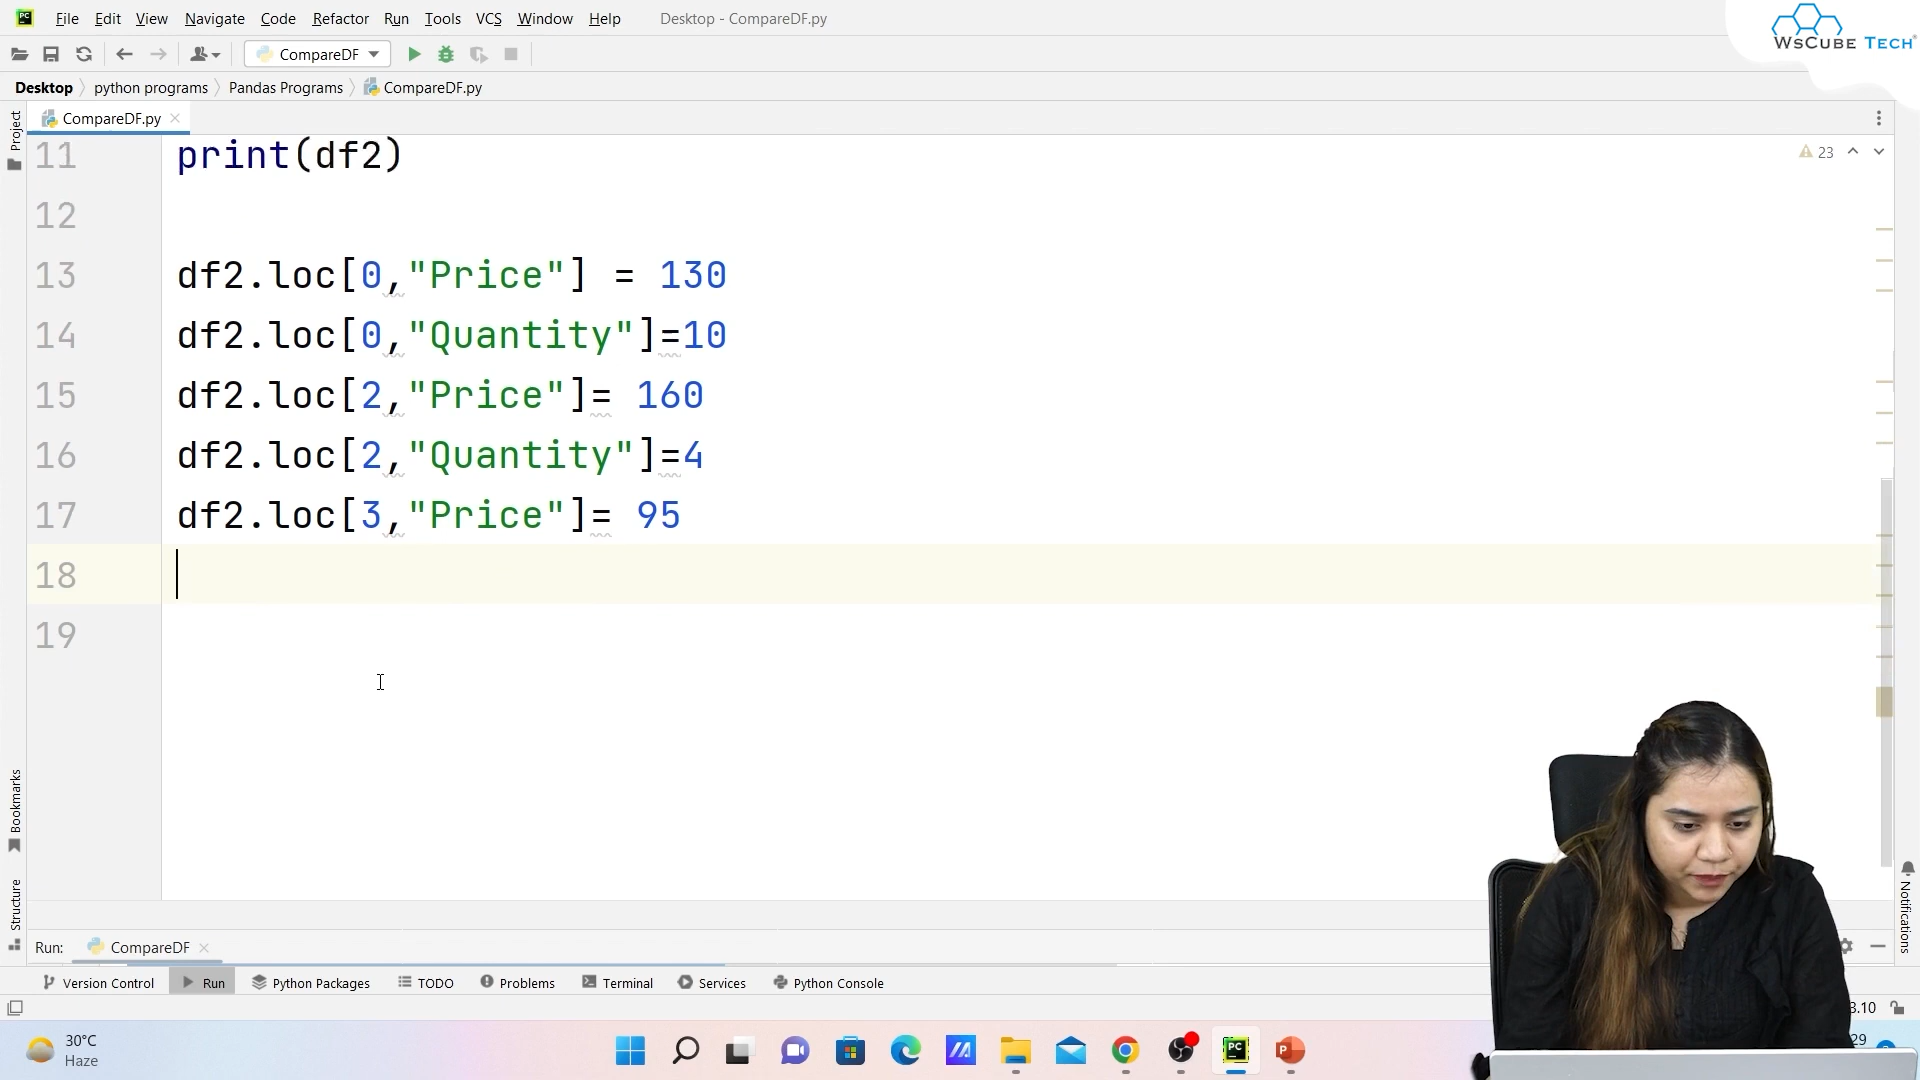 PC File Edit View Navigate Code Refactor Run Tools VCS Window Help Desktop - CompareDF.py
WsCube Tech
CompareDF
Desktop python programs Pandas Programs CompareDF.py
Project
CompareDF.py
23
11 print(df2)
12
13 df2.loc[0,"Price"] = 130
14 df2.loc[0,"Quantity"]=10
15 df2.loc[2,"Price"]= 160
16 df2.loc[2,"Quantity"]=4
17 df2.loc[3,"Price"]= 95
18
19
Bookmarks
Structure
Notifications
Run: CompareDF
Version Control Run Python Packages TODO Problems Terminal Services Python Console
3.10
30°C
Haze
PC
P
29